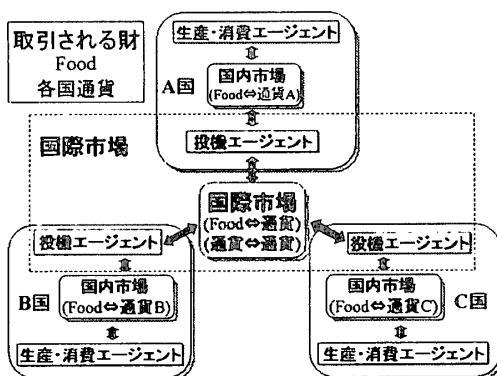 取引される財
Food
各国通貨
生産・消費エージェント
国内市場
(Food⇔通貨A)
A国
投機エージェント
国際市場
国際市場
(Food⇔通貨)
(通貨⇔通貨)
投機エージェント
国内市場
(Food⇔通貨B)
B国
生産・消費エージェント
投機エージェント
国内市場
(Food⇔通貨C)
C国
生産・消費エージェント